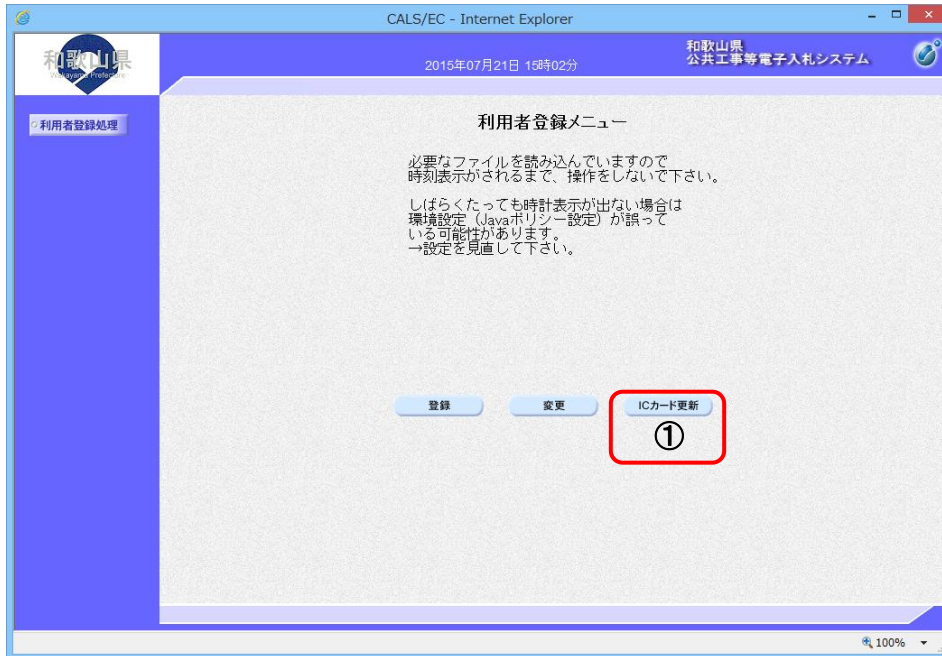 CALS/EC - Internet Explorer
和歌山県
Wakayama Prefecture
2015年07月21日 15時02分
和歌山県
公共工事等電子入札システム
利用者登録処理
利用者登録メニュー
必要なファイルを読み込んでいますので
時刻表示がされるまで、操作をしないで下さい。
しばらくたっても時計表示が出ない場合は
環境設定（Javaポリシー設定）が誤って
いる可能性があります。
→設定を見直して下さい。
登録
変更
ICカード更新
①
100%